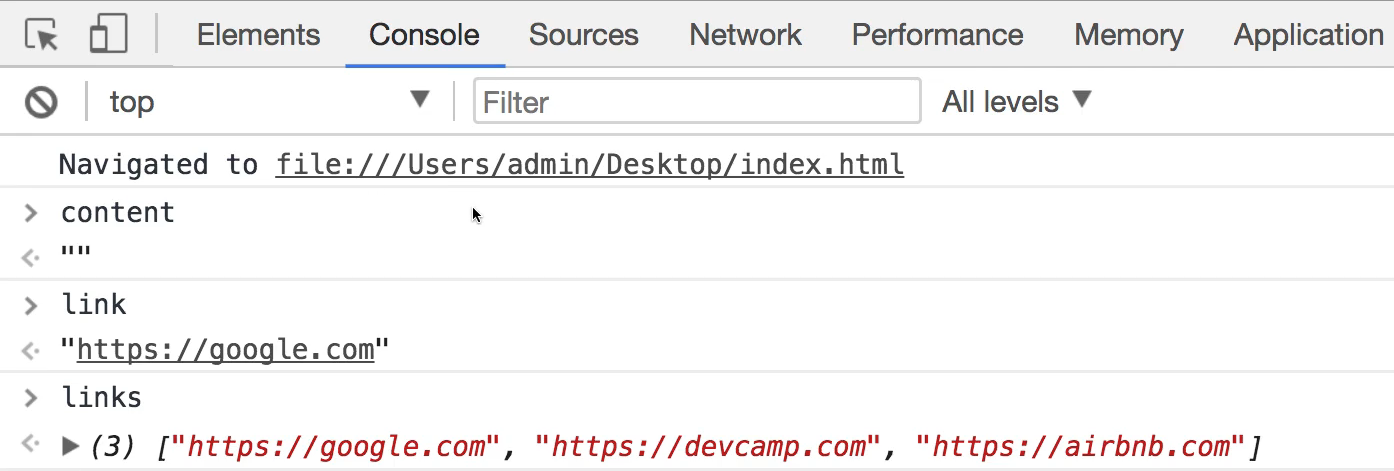 Elements Console Sources Network Performance Memory Application
top Filter All levels
Navigated to file:///Users/admin/Desktop/index.html
> content
""
> link
"https://google.com"
> links
(3) ["https://google.com", "https://devcamp.com", "https://airbnb.com"]